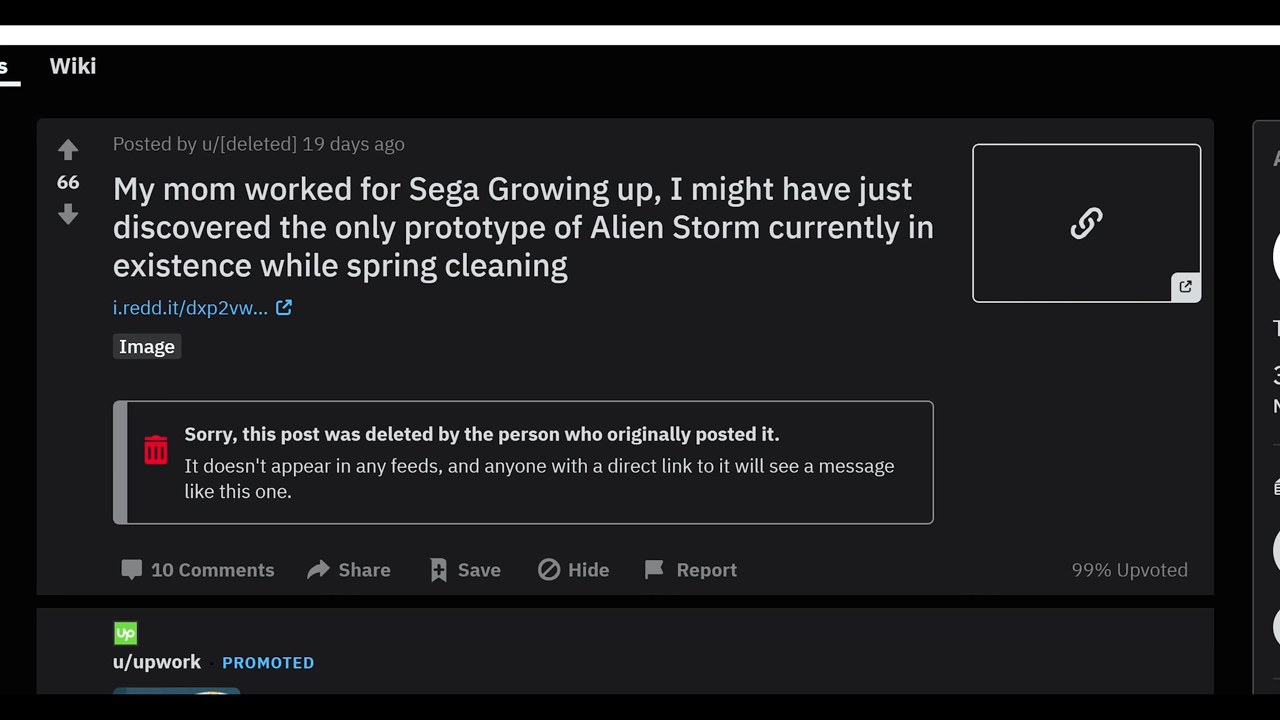 s Wiki
Posted by u/[deleted] 19 days ago
66
My mom worked for Sega Growing up, I might have just
discovered the only prototype of Alien Storm currently in
existence while spring cleaning
i.redd.it/dxp2vw...
Image
Sorry, this post was deleted by the person who originally posted it.
It doesn't appear in any feeds, and anyone with a direct link to it will see a message
like this one.
10 Comments Share Save Hide Report 99% Upvoted
Up
u/upwork · PROMOTED